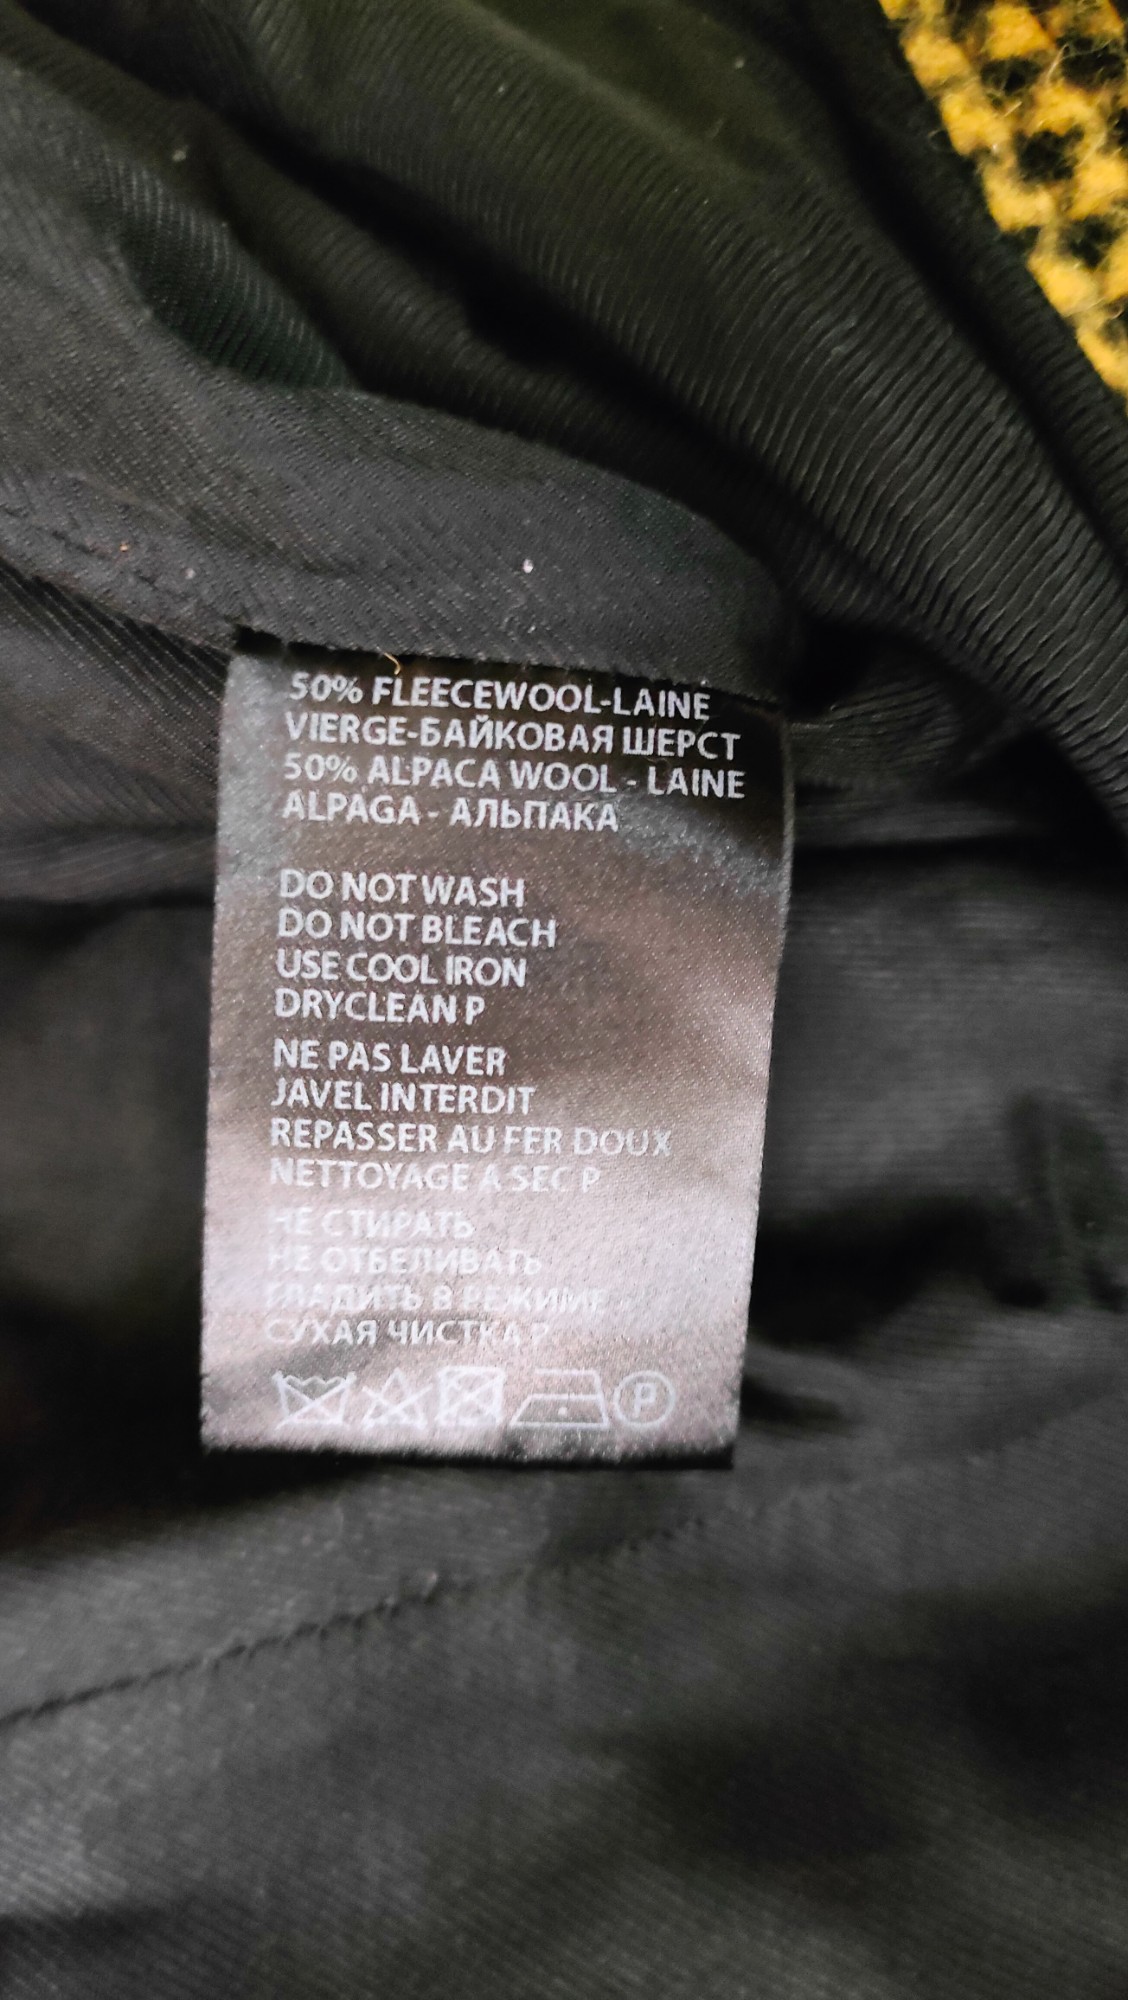 50% FLEECEWOOL-LAINE
VIERGE-БАЙКОВАЯ ШЕРСТ
50% ALPACA WOOL - LAINE
ALPAGA - АЛЬПАКА
DO NOT WASH
DO NOT BLEACH
USE COOL IRON
DRYCLEAN P
NE PAS LAVER
JAVEL INTERDIT
REPASSER AU FER DOUX
NETTOYAGE A SEC P
НЕ СТИРАТЬ
НЕ ОТБЕЛИВАТЬ
ГЛАДИТЬ В РЕЖИМЕ
СУХАЯ ЧИСТКА P
P